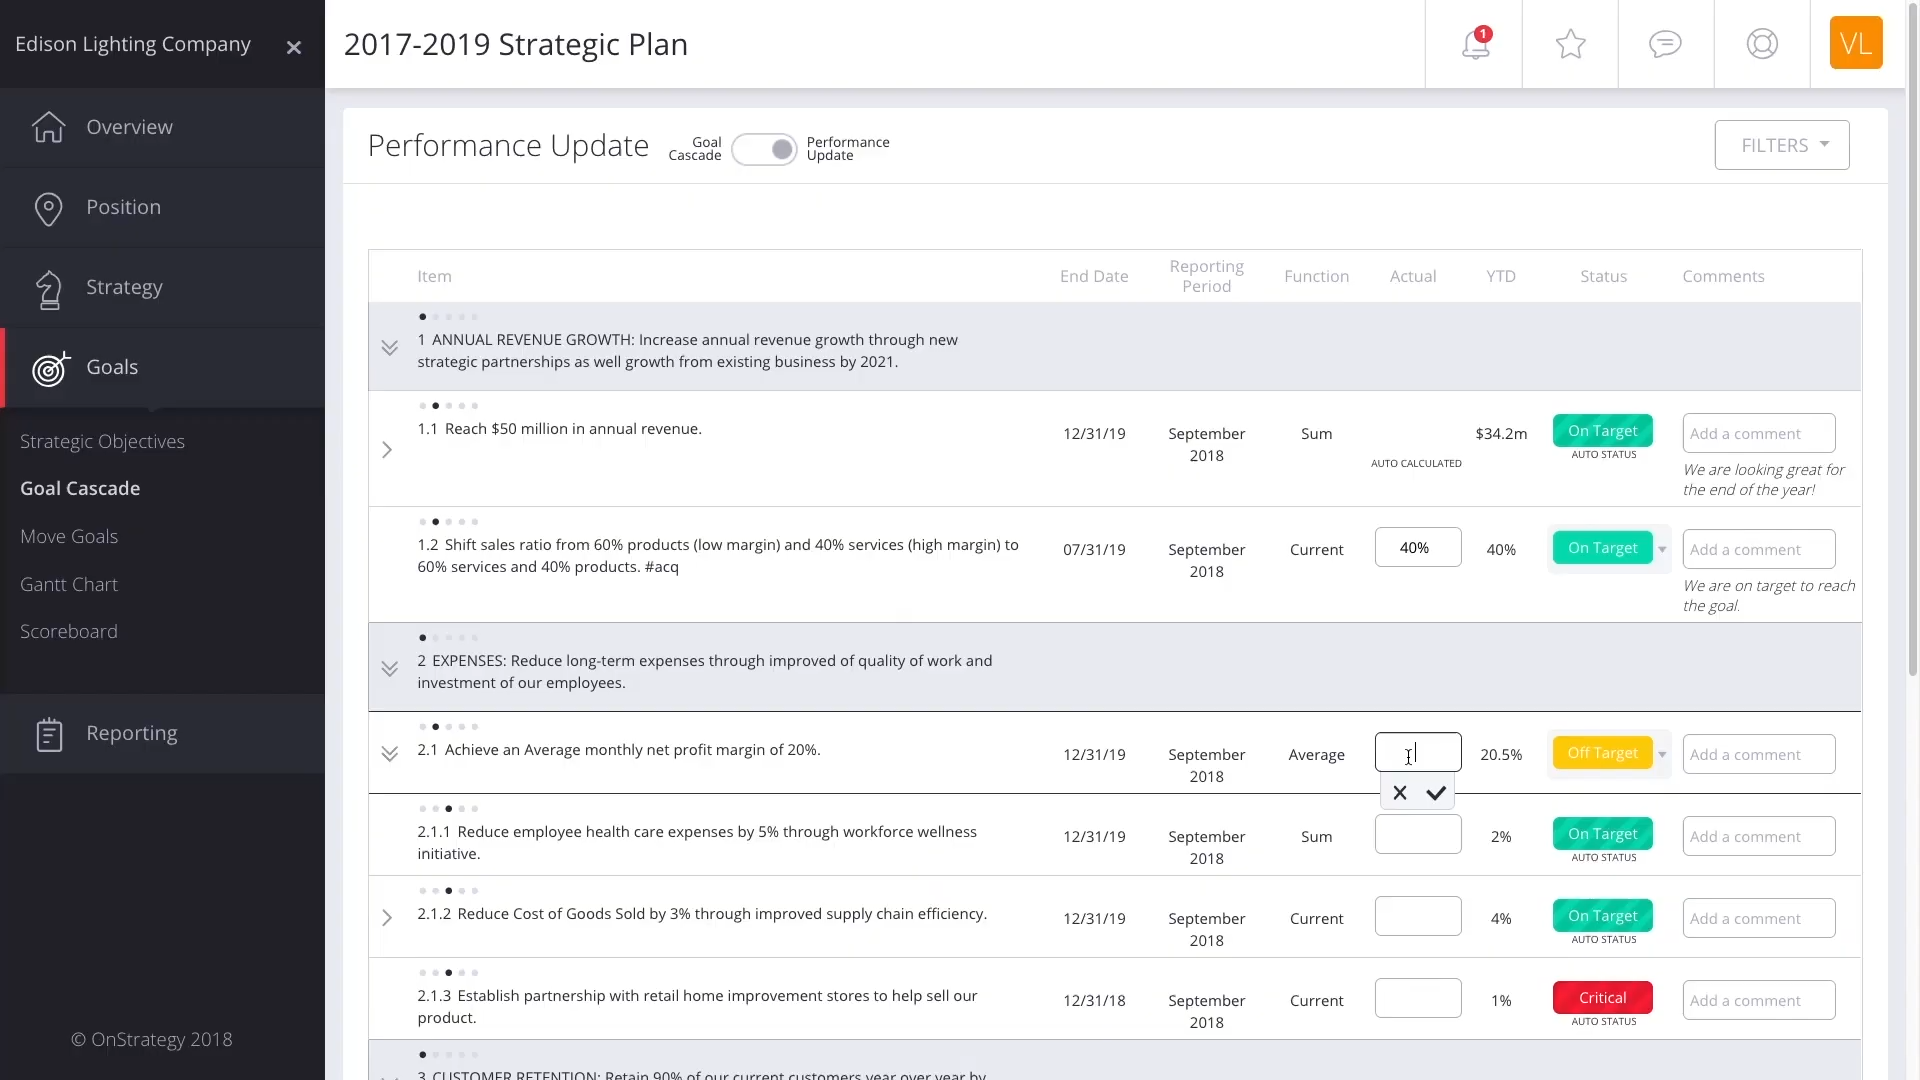 Edison Lighting Company
2017-2019 Strategic Plan
1
VL
Overview
Position
Strategy
Goals
Strategic Objectives
Goal Cascade
Move Goals
Gantt Chart
Scoreboard
Reporting
© OnStrategy 2018
Performance Update
Goal
Cascade
Performance
Update
FILTERS
Item
End Date
Reporting
Period
Function
Actual
YTD
Status
Comments
1 ANNUAL REVENUE GROWTH: Increase annual revenue growth through new
strategic partnerships as well growth from existing business by 2021.
1.1 Reach $50 million in annual revenue.
12/31/19
September
2018
Sum
AUTO CALCULATED
$34.2m
On Target
AUTO STATUS
Add a comment
We are looking great for
the end of the year!
1.2 Shift sales ratio from 60% products (low margin) and 40% services (high margin) to
60% services and 40% products. #acq
07/31/19
September
2018
Current
40%
40%
On Target
Add a comment
We are on target to reach
the goal.
2 EXPENSES: Reduce long-term expenses through improved of quality of work and
investment of our employees.
2.1 Achieve an Average monthly net profit margin of 20%.
12/31/19
September
2018
Average
20.5%
Off Target
Add a comment
2.1.1 Reduce employee health care expenses by 5% through workforce wellness
initiative.
12/31/19
September
2018
Sum
2%
On Target
AUTO STATUS
Add a comment
2.1.2 Reduce Cost of Goods Sold by 3% through improved supply chain efficiency.
12/31/19
September
2018
Current
4%
On Target
AUTO STATUS
Add a comment
2.1.3 Establish partnership with retail home improvement stores to help sell our
product.
12/31/18
September
2018
Current
1%
Critical
AUTO STATUS
Add a comment
3 CUSTOMER RETENTION: Retain 90% of our current customers year over year by